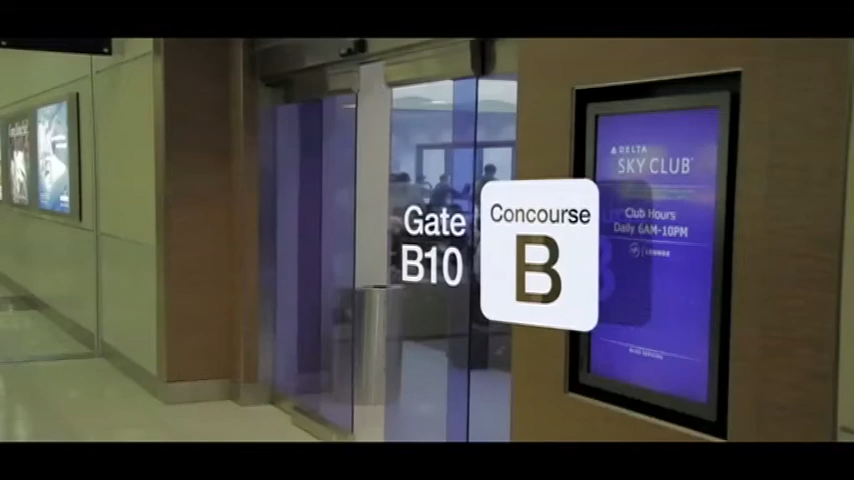 Gate
B10
Concourse
B
DELTA
SKY CLUB
Club Hours
Daily 6AM-10PM